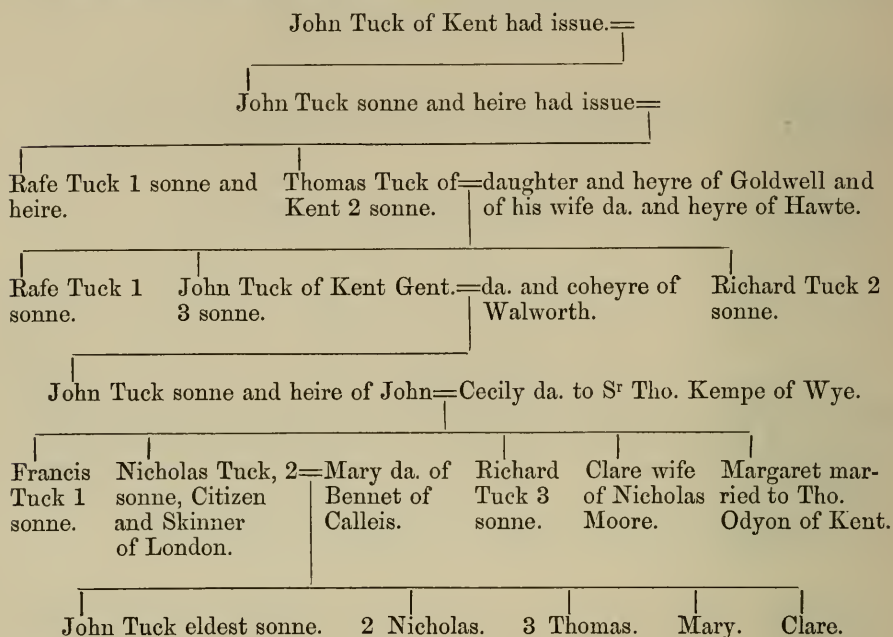 John Tuck of Kent had issue.=
John Tuck sonne and heire had issue=
Rafe Tuck 1 sonne and
heire.
Thomas Tuck of
Kent 2 sonne.
=daughter and heyre of Goldwell and
of his wife da. and heyre of Hawte.
Rafe Tuck 1
sonne.
John Tuck of Kent Gent.
3 sonne.
=da. and coheyre of
Walworth.
Richard Tuck 2
sonne.
John Tuck sonne and heire of John=Cecily da. to Sʳ Tho. Kempe of Wye.
Francis
Tuck 1
sonne.
Nicholas Tuck, 2
sonne, Citizen
and Skinner
of London.
=Mary da. of
Bennet of
Calleis.
Richard
Tuck 3
sonne.
Clare wife
of Nicholas
Moore.
Margaret mar-
ried to Tho.
Odyon of Kent.
John Tuck eldest sonne. 2 Nicholas. 3 Thomas. Mary. Clare.